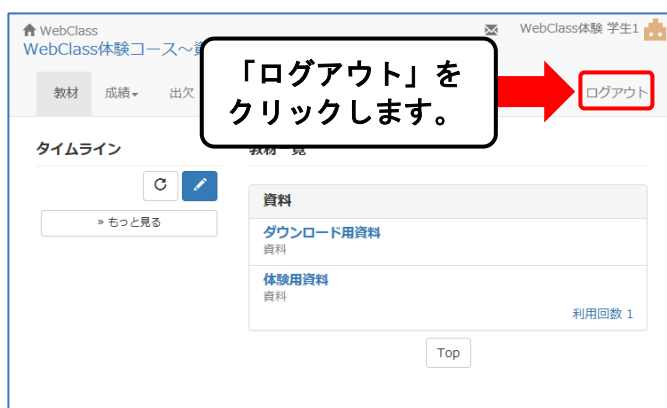 WebClass
WebClass体験 学生1
WebClass体験コース～
教材
成績
出欠
ログアウト
「ログアウト」を
クリックします。
タイムライン
» もっと見る
資料
ダウンロード用資料
資料
体験用資料
資料
利用回数 1
Top